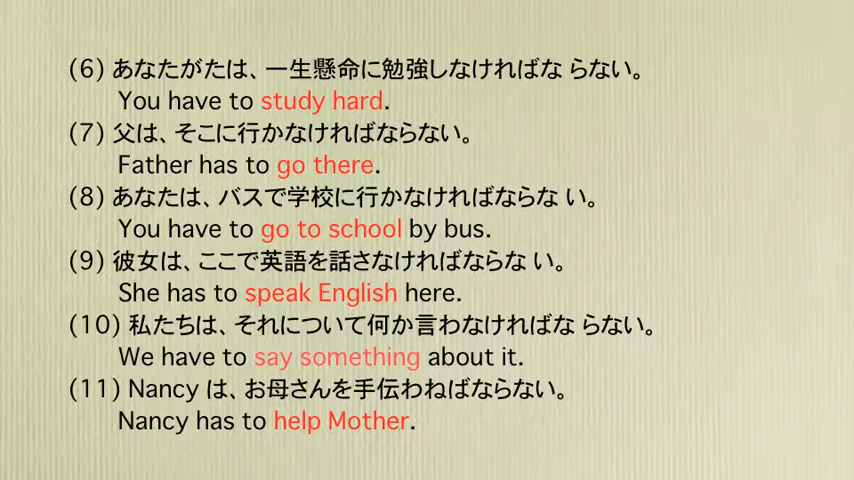 (6) あなたがたは、一生懸命に勉強しなければな らない。
You have to study hard.
(7) 父は、そこに行かなければならない。
Father has to go there.
(8) あなたは、バスで学校に行かなければならな い。
You have to go to school by bus.
(9) 彼女は、ここで英語を話さなければならな い。
She has to speak English here.
(10) 私たちは、それについて何か言わなければな らない。
We have to say something about it.
(11) Nancy は、お母さんを手伝わねばならない。
Nancy has to help Mother.